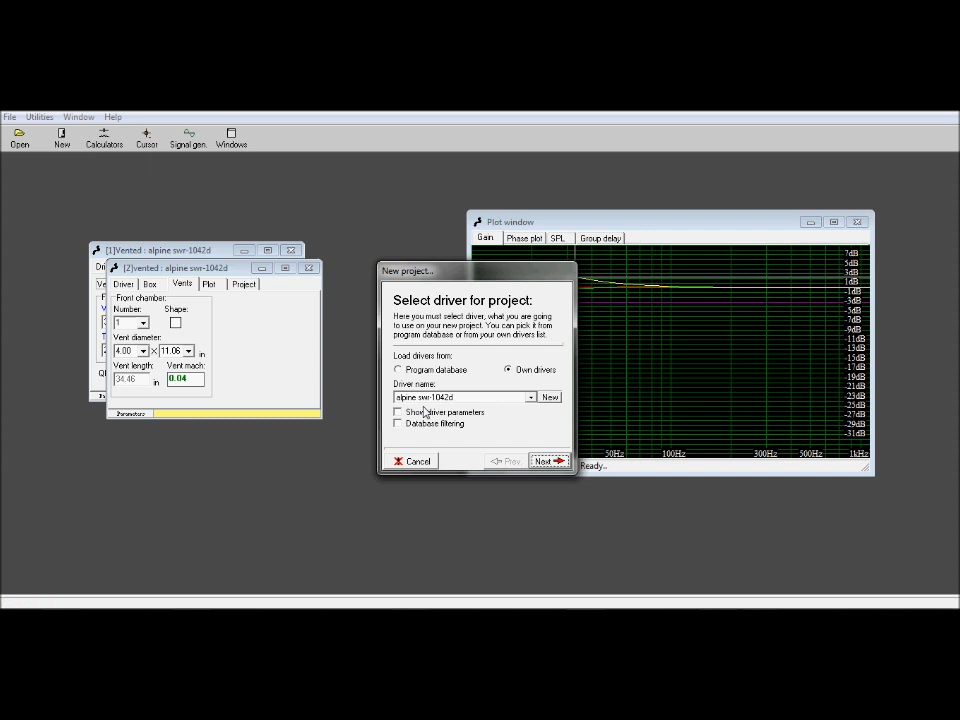 File Utilities Window Help
Open New Calculators Cursor Signal gen. Windows
[1]Vented : alpine swr-1042d
[2]vented : alpine swr-1042d
Driver Box Vents Plot Project
Front chamber:
Number: Shape:
1
Vent diameter:
4.00 × 11.06 in
Vent length: Vent mach:
34.46 in 0.04
Parameters
New project...
Select driver for project:
Here you must select driver, what you are going
to use on your new project. You can pick it from
program database or from your own drivers list.
Load drivers from:
Program database Own drivers
Driver name:
alpine swr-1042d New
Show driver parameters
Database filtering
Cancel Prev Next
Plot window
Gain Phase plot SPL Group delay
7dB
5dB
3dB
1dB
-1dB
-3dB
-5dB
-7dB
-9dB
-11dB
-13dB
-15dB
-17dB
-19dB
-21dB
-23dB
-25dB
-27dB
-29dB
-31dB
50Hz 100Hz 300Hz 500Hz 1kHz
Ready..